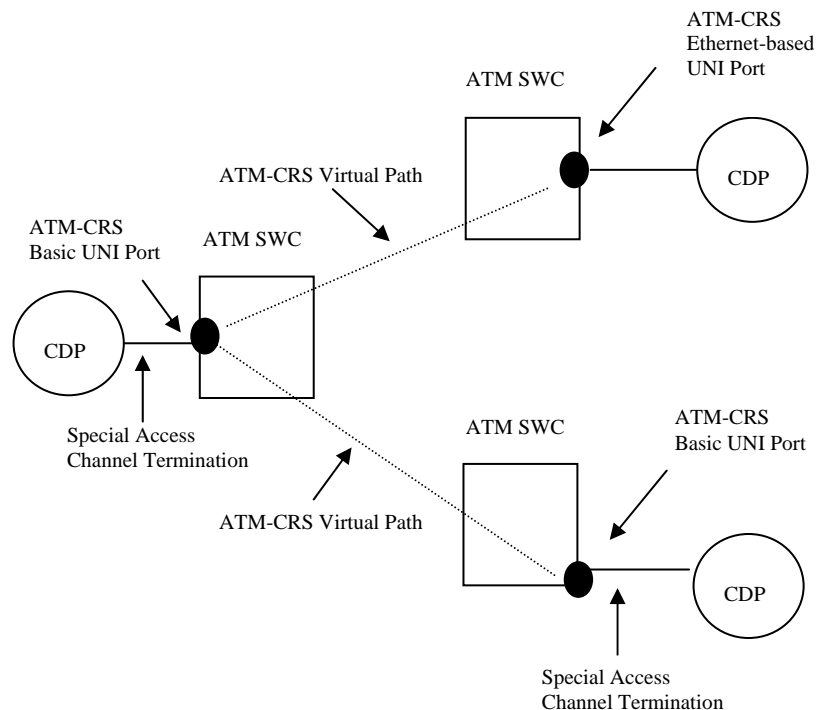 ATM-CRS
Ethernet-based
UNI Port
ATM SWC
CDP
ATM-CRS Virtual Path
ATM-CRS
Basic UNI Port
ATM SWC
CDP
Special Access
Channel Termination
ATM-CRS Virtual Path
ATM SWC
ATM-CRS
Basic UNI Port
CDP
Special Access
Channel Termination